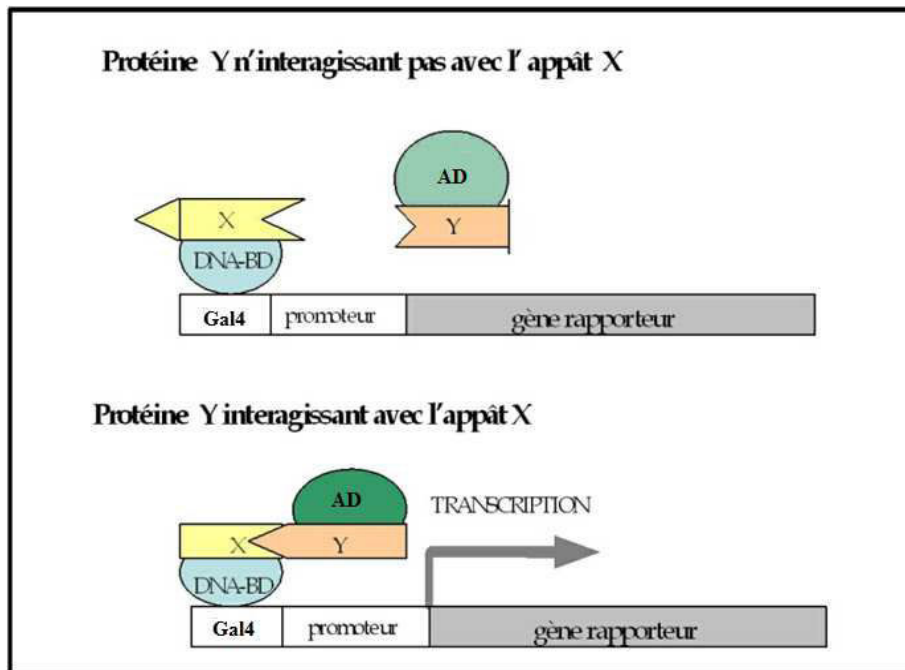 Protéine Y n'interagissant pas avec l' appât X
AD
X
Y
DNA-BD
Gal4 promoteur gène rapporteur
Protéine Y interagissant avec l'appât X
AD
TRANSCRIPTION
X
Y
DNA-BD
Gal4 promoteur gène rapporteur